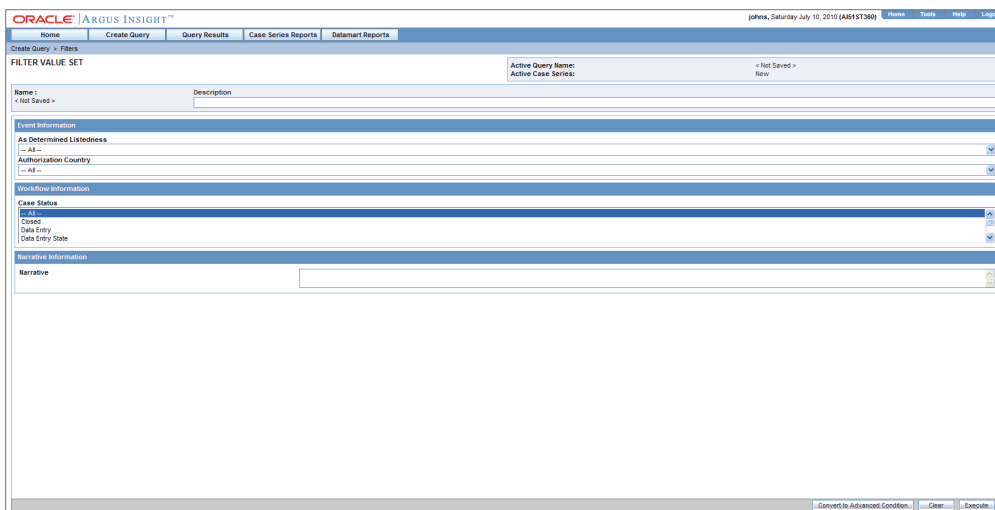 ORACLE® ARGUS INSIGHT™
johns, Saturday July 10, 2010 (AI51ST360) Home Tools Help
Home Create Query Query Results Case Series Reports Datamart Reports
Create Query > Filters
FILTER VALUE SET
Active Query Name: < Not Saved >
Active Case Series: New
Name : Description
< Not Saved >
Event Information
As Determined Listedness
-- All --
Authorization Country
-- All --
Workflow Information
Case Status
-- All --
Closed
Data Entry
Data Entry State
Narrative Information
Narrative
Convert to Advanced Condition Clear Execute